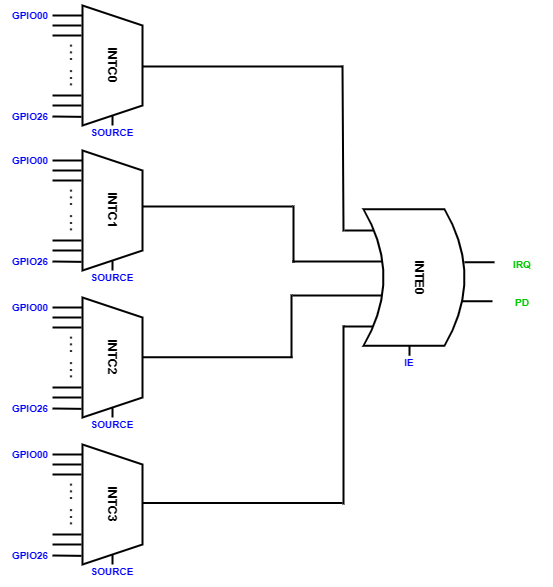 GPIO00
INTC0
GPIO26
SOURCE
GPIO00
INTC1
GPIO26
SOURCE
GPIO00
INTC2
GPIO26
SOURCE
GPIO00
INTC3
GPIO26
SOURCE
INTE0
IRQ
PD
IE